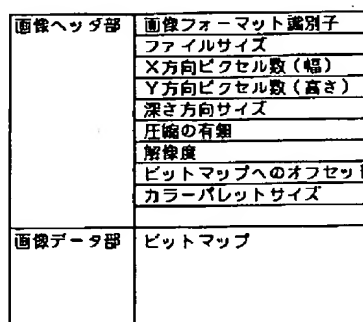 画像ヘッダ部
画像フォーマット識別子
ファイルサイズ
X方向ピクセル数(幅)
Y方向ピクセル数(高さ)
深さ方向サイズ
圧縮の有無
解像度
ビットマップへのオフセット
カラーパレットサイズ
画像データ部
ビットマップ